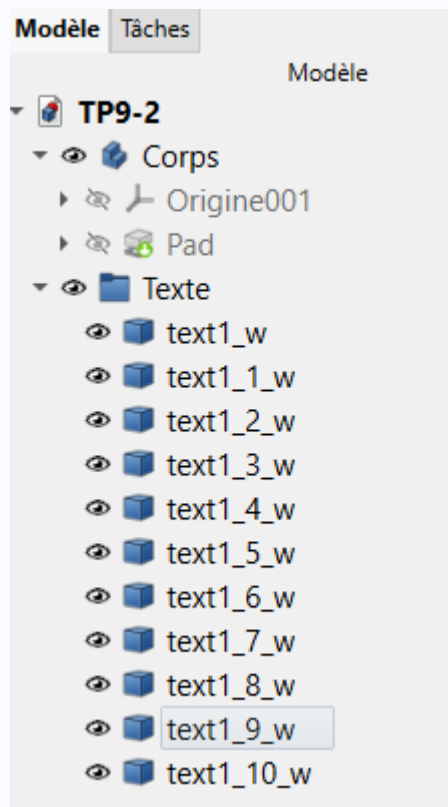 Modèle Tâches
Modèle
TP9-2
Corps
Origine001
Pad
Texte
text1_w
text1_1_w
text1_2_w
text1_3_w
text1_4_w
text1_5_w
text1_6_w
text1_7_w
text1_8_w
text1_9_w
text1_10_w